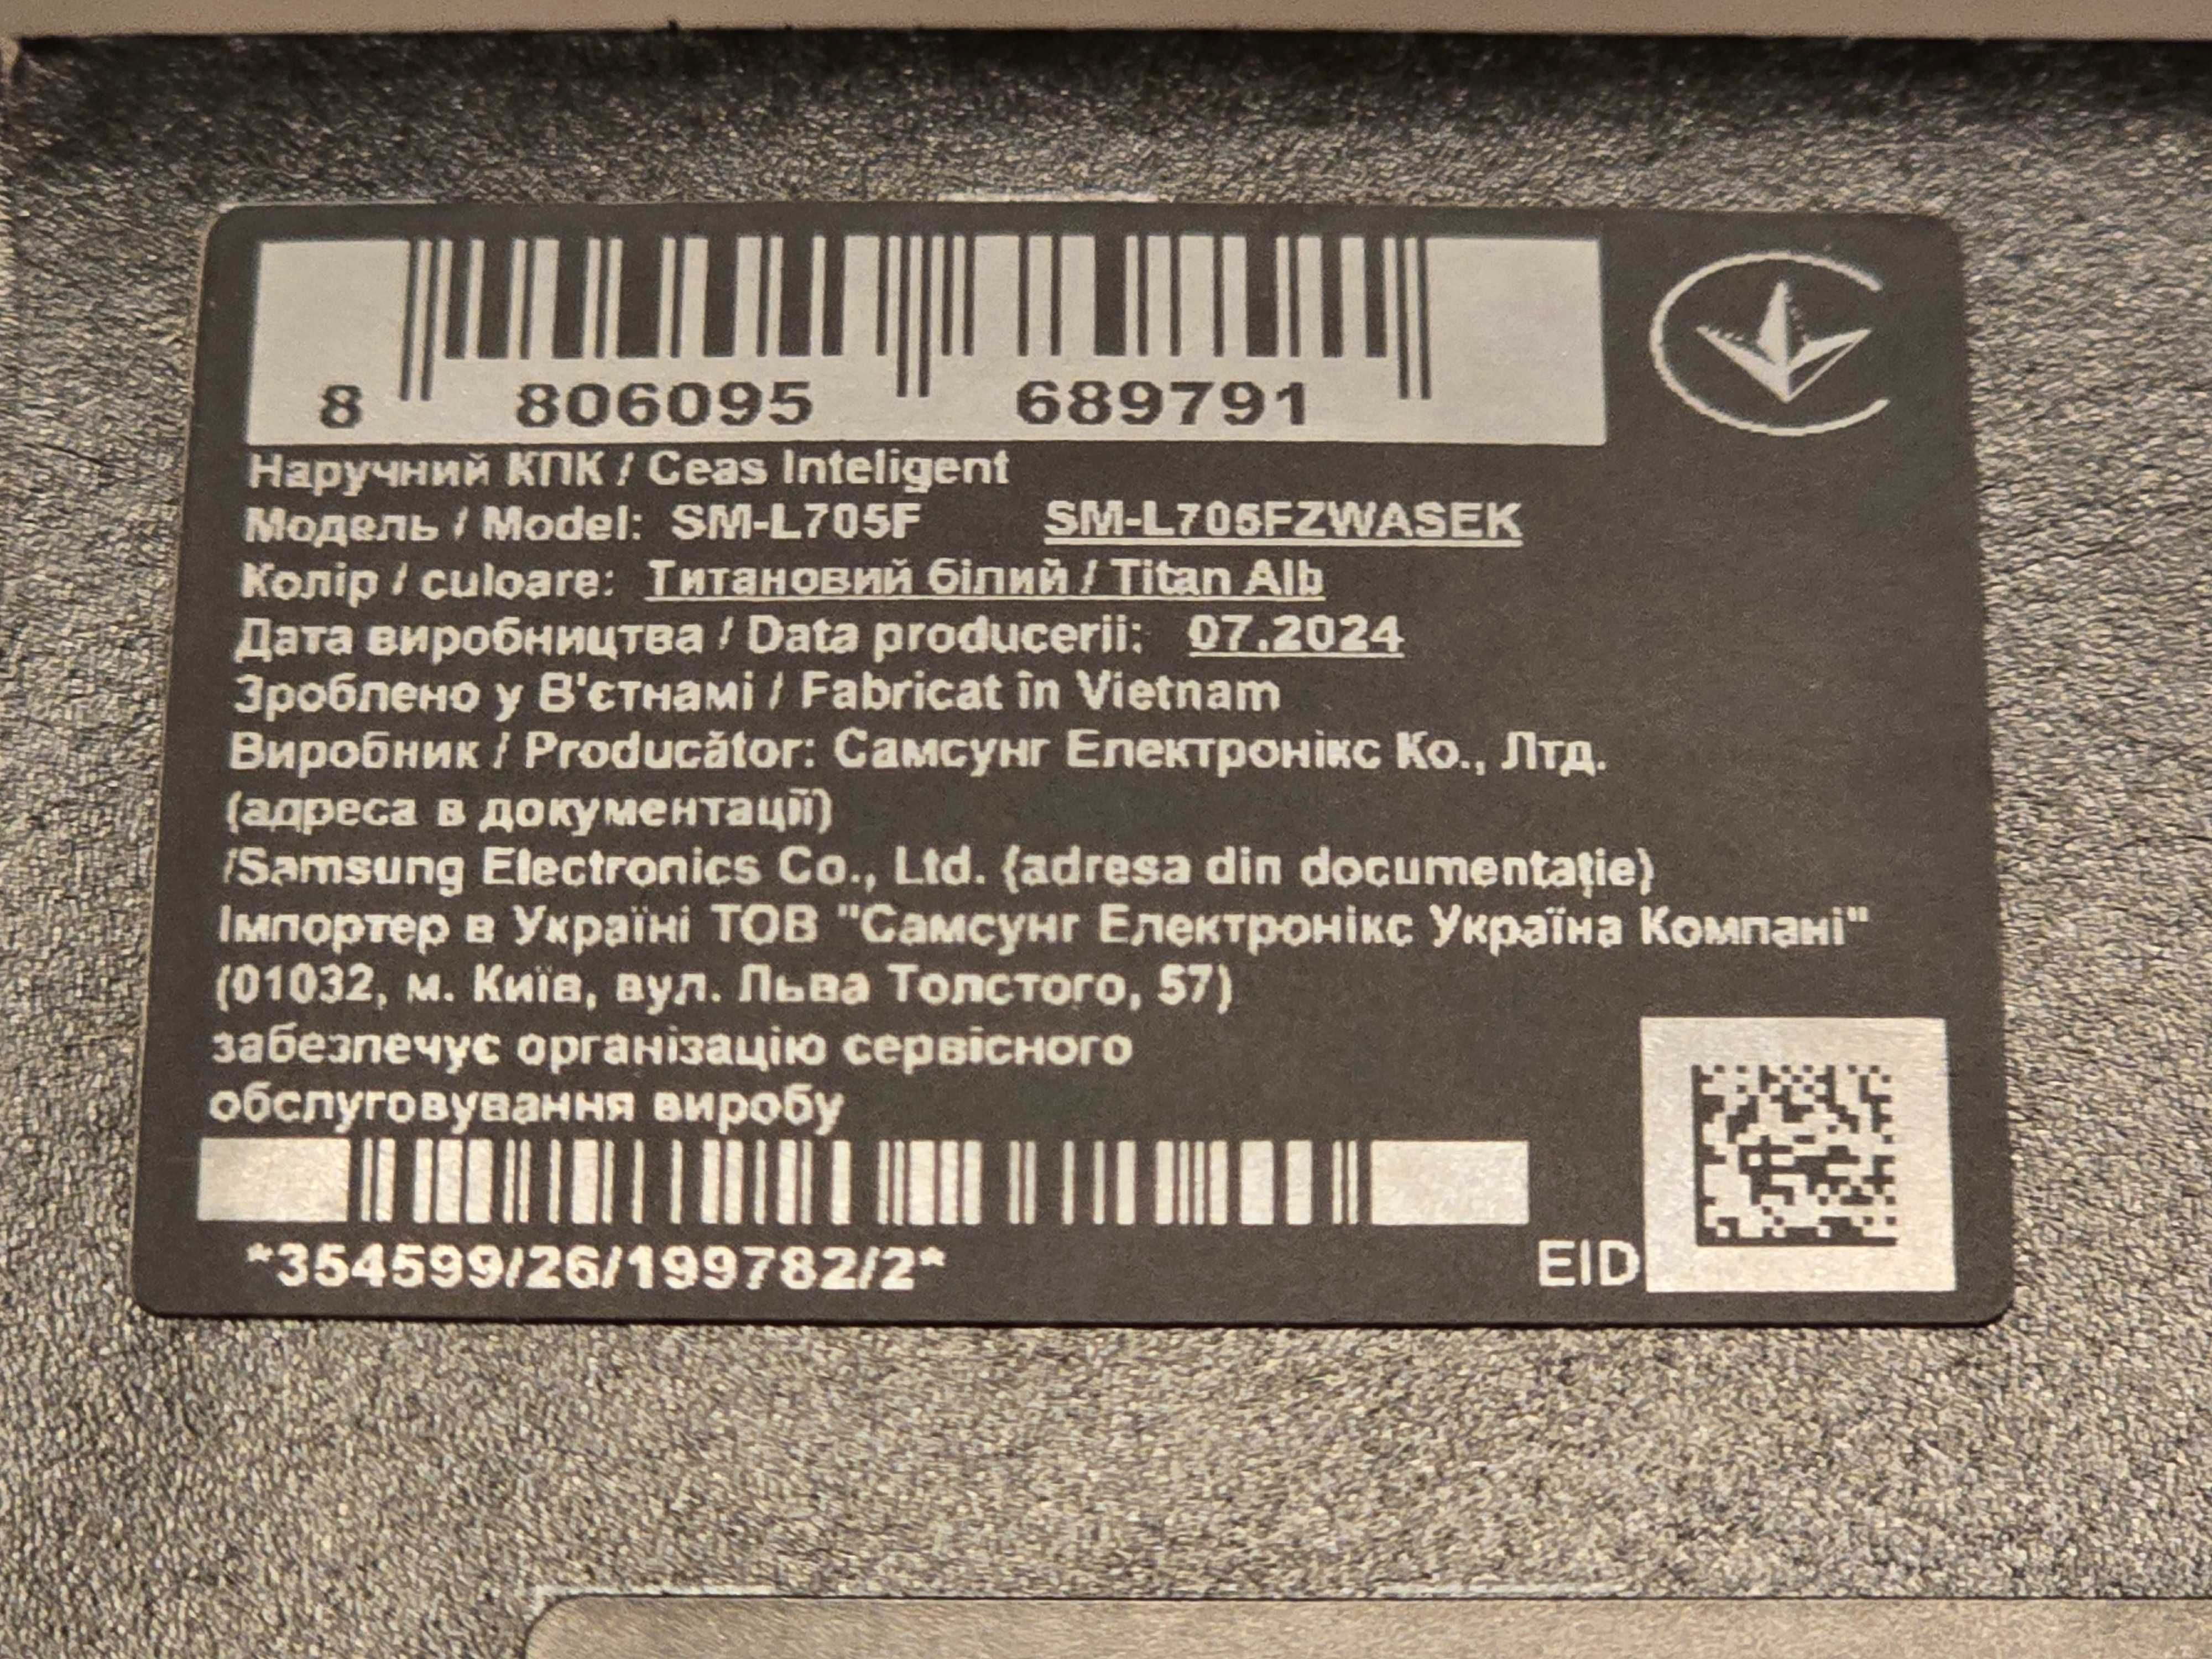 8 806095 689791
Наручний КПК / Ceas Inteligent
Модель / Model: SM-L705F SM-L705FZWASEK
Колір / culoare: Титановий білий / Titan Alb
Дата виробництва / Data producerii: 07.2024
Зроблено у В'єтнамі / Fabricat în Vietnam
Виробник / Producător: Самсунг Електронікс Ко., Лтд.
(адреса в документації)
/Samsung Electronics Co., Ltd. (adresa din documentație)
Імпортер в Україні ТОВ "Самсунг Електронікс Україна Компані"
(01032, м. Київ, вул. Льва Толстого, 57)
забезпечує організацію сервісного
обслуговування виробу
*354599/26/199782/2*
EID